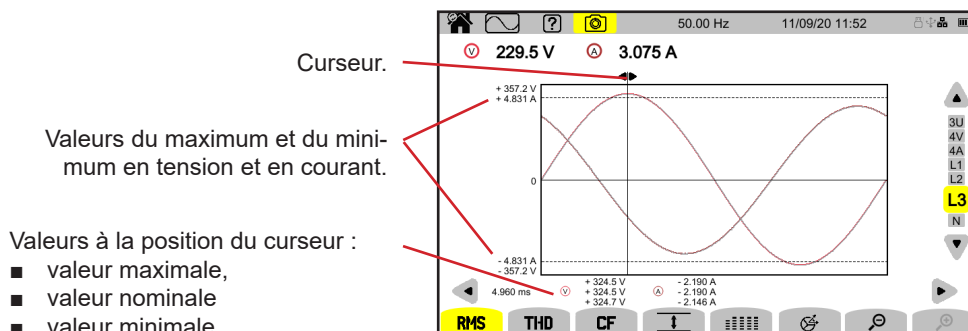 50.00 Hz 11/09/20 11:52
229.5 V 3.075 A
Curseur.
+ 357.2 V
+ 4.831 A
Valeurs du maximum et du mini-
mum en tension et en courant.
3U
4V
4A
L1
L2
L3
N
0
Valeurs à la position du curseur :
■ valeur maximale,
■ valeur nominale
■ valeur minimale
- 4.831 A
- 357.2 V
4.960 ms
V
+ 324.5 V
+ 324.5 V
+ 324.7 V
A
- 2.190 A
- 2.190 A
- 2.146 A
RMS THD CF